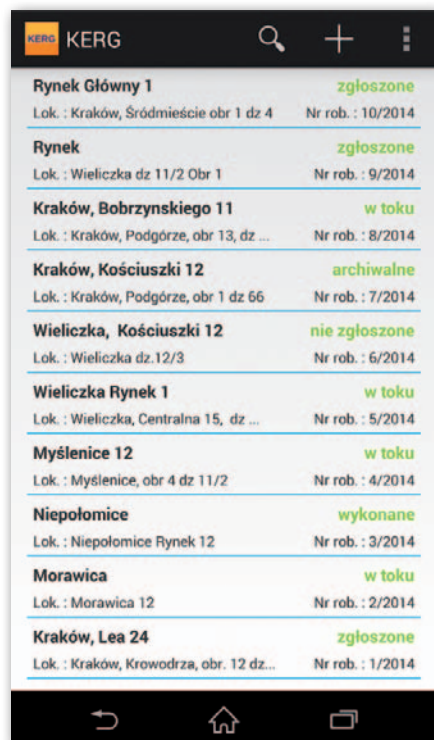 KERG KERG
Rynek Główny 1 zgłoszone
Lok. : Kraków, Śródmieście obr 1 dz 4 Nr rob. : 10/2014
Rynek zgłoszone
Lok. : Wieliczka dz 11/2 Obr 1 Nr rob. : 9/2014
Kraków, Bobrzynskiego 11 w toku
Lok. : Kraków, Podgórze, obr 13, dz ... Nr rob. : 8/2014
Kraków, Kościuszki 12 archiwalne
Lok. : Kraków, Podgórze, obr 1 dz 66 Nr rob. : 7/2014
Wieliczka, Kościuszki 12 nie zgłoszone
Lok. : Wieliczka dz.12/3 Nr rob. : 6/2014
Wieliczka Rynek 1 w toku
Lok. : Wieliczka, Centralna 15, dz ... Nr rob. : 5/2014
Myślenice 12 w toku
Lok. : Myślenice, obr 4 dz 11/2 Nr rob. : 4/2014
Niepołomice wykonane
Lok. : Niepołomice Rynek 12 Nr rob. : 3/2014
Morawica w toku
Lok. : Morawica 12 Nr rob. : 2/2014
Kraków, Lea 24 zgłoszone
Lok. : Kraków, Krowodrza, obr. 12 dz... Nr rob. : 1/2014